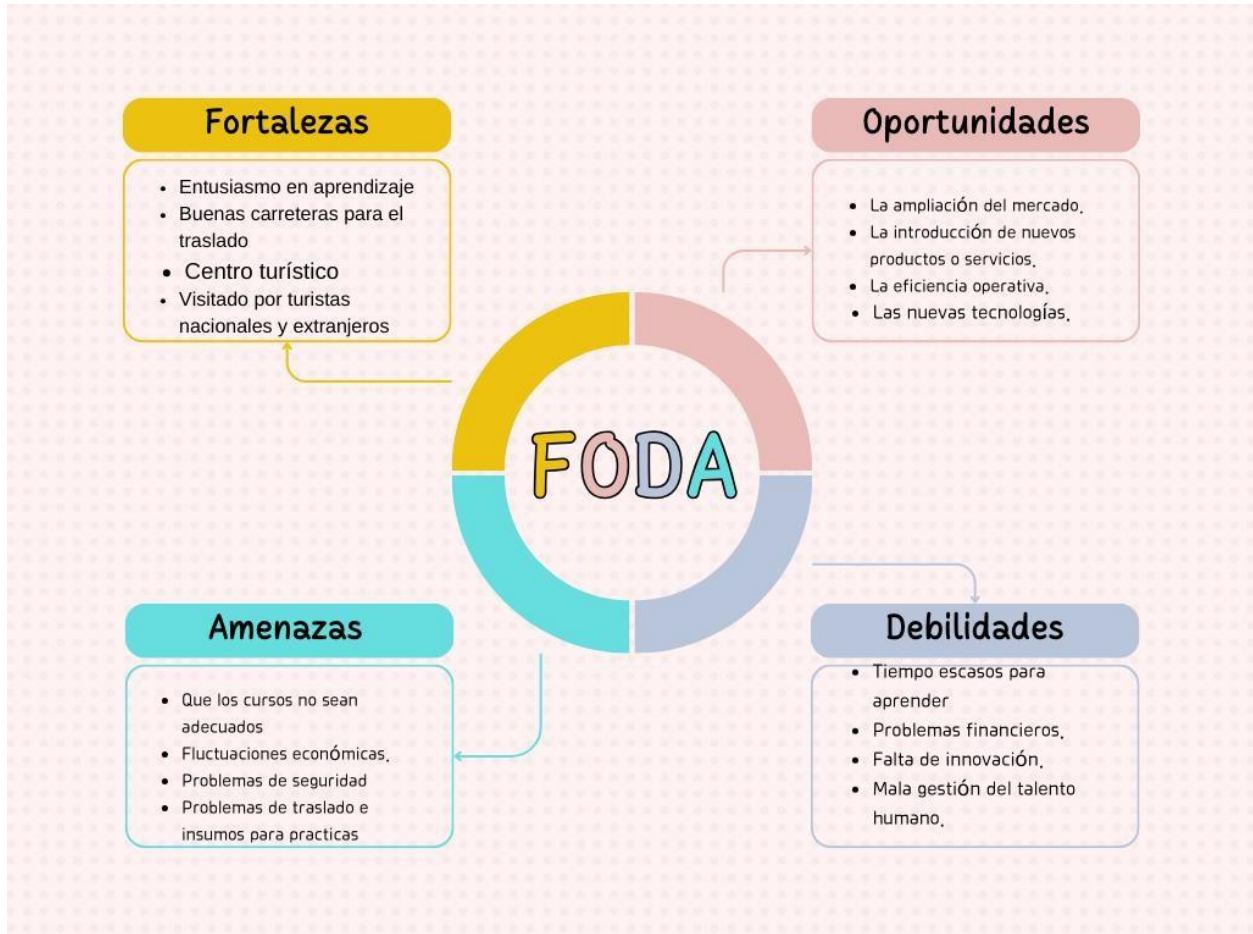 Fortalezas
• Entusiasmo en aprendizaje
• Buenas carreteras para el
traslado
• Centro turístico
• Visitado por turistas
nacionales y extranjeros
Oportunidades
• La ampliación del mercado.
• La introducción de nuevos
productos o servicios.
• La eficiencia operativa.
• Las nuevas tecnologías.
FODA
Amenazas
• Que los cursos no sean
adecuados
• Fluctuaciones económicas.
• Problemas de seguridad
• Problemas de traslado e
insumos para practicas
Debilidades
• Tiempo escasos para
aprender
• Problemas financieros.
• Falta de innovación.
• Mala gestión del talento
humano.